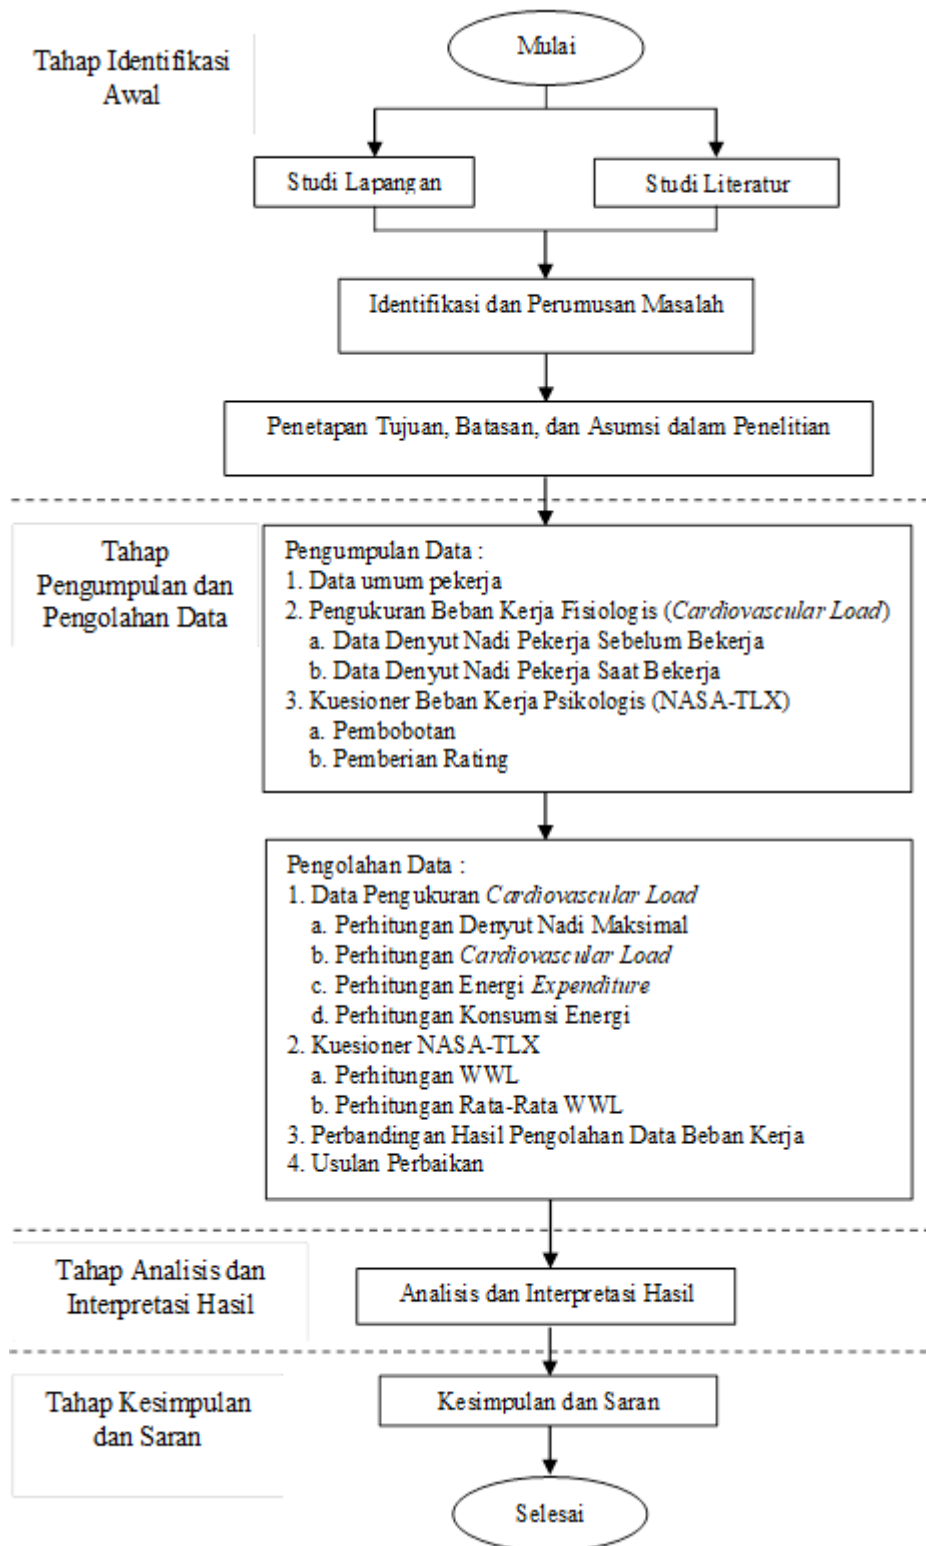 Mulai
Tahap Identifikasi
Awal
Studi Lapangan
Studi Literatur
Identifikasi dan Perumusan Masalah
Penetapan Tujuan, Batasan, dan Asumsi dalam Penelitian
Tahap
Pengumpulan dan
Pengolahan Data
Pengumpulan Data :
1. Data umum pekerja
2. Pengukuran Beban Kerja Fisiologis (Cardiovascular Load)
a. Data Denyut Nadi Pekerja Sebelum Bekerja
b. Data Denyut Nadi Pekerja Saat Bekerja
3. Kuesioner Beban Kerja Psikologis (NASA-TLX)
a. Pembobotan
b. Pemberian Rating
Pengolahan Data :
1. Data Pengukuran Cardiovascular Load
a. Perhitungan Denyut Nadi Maksimal
b. Perhitungan Cardiovascular Load
c. Perhitungan Energi Expenditure
d. Perhitungan Konsumsi Energi
2. Kuesioner NASA-TLX
a. Perhitungan WWL
b. Perhitungan Rata-Rata WWL
3. Perbandingan Hasil Pengolahan Data Beban Kerja
4. Usulan Perbaikan
Tahap Analisis dan
Interpretasi Hasil
Analisis dan Interpretasi Hasil
Tahap Kesimpulan
dan Saran
Kesimpulan dan Saran
Selesai